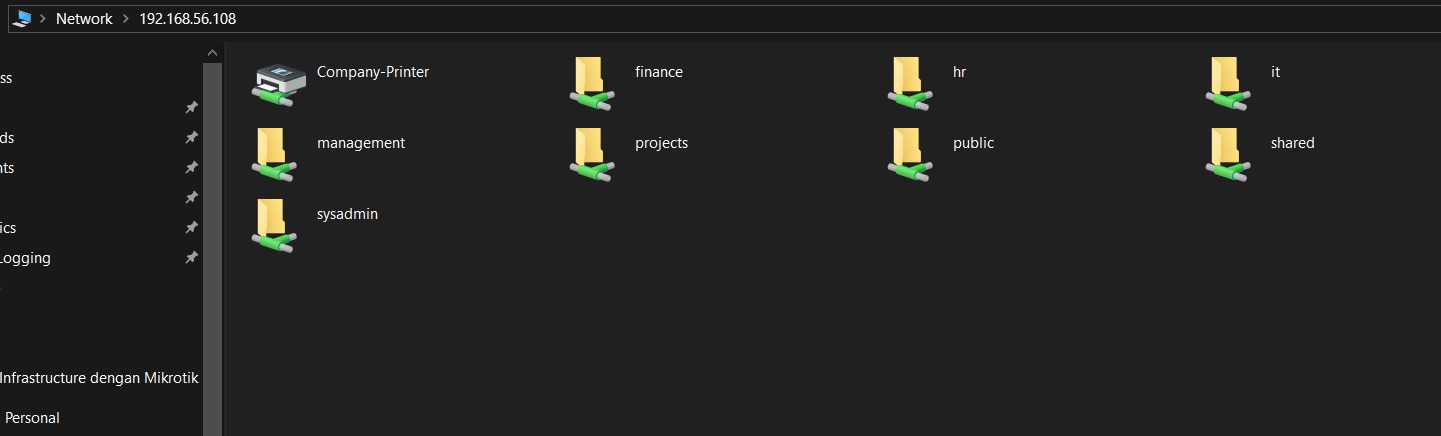 Network > 192.168.56.108
ss
Company-Printer
finance
hr
it
ds
nts
management
projects
public
shared
ics
sysadmin
Logging
Infrastructure dengan Mikrotik
Personal